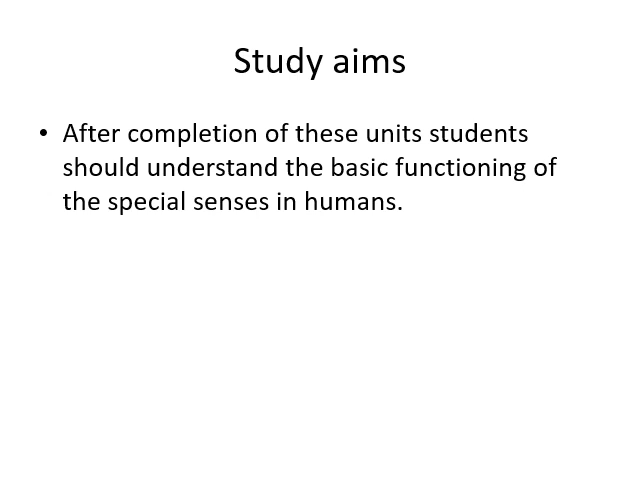 Study aims
• After completion of these units students
should understand the basic functioning of
the special senses in humans.